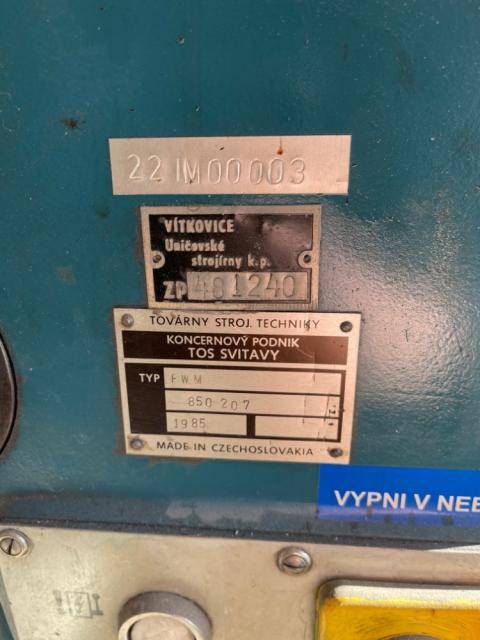 22 IM00003
VÍTKOVICE
Uničovské
strojírny k.p.
ZP 481240
TOVÁRNY STROJ. TECHNIKY
KONCERNOVÝ PODNIK
TOS SVITAVY
TYP FWM
850 207
1985
MADE IN CZECHOSLOVAKIA
VYPNI V NEB